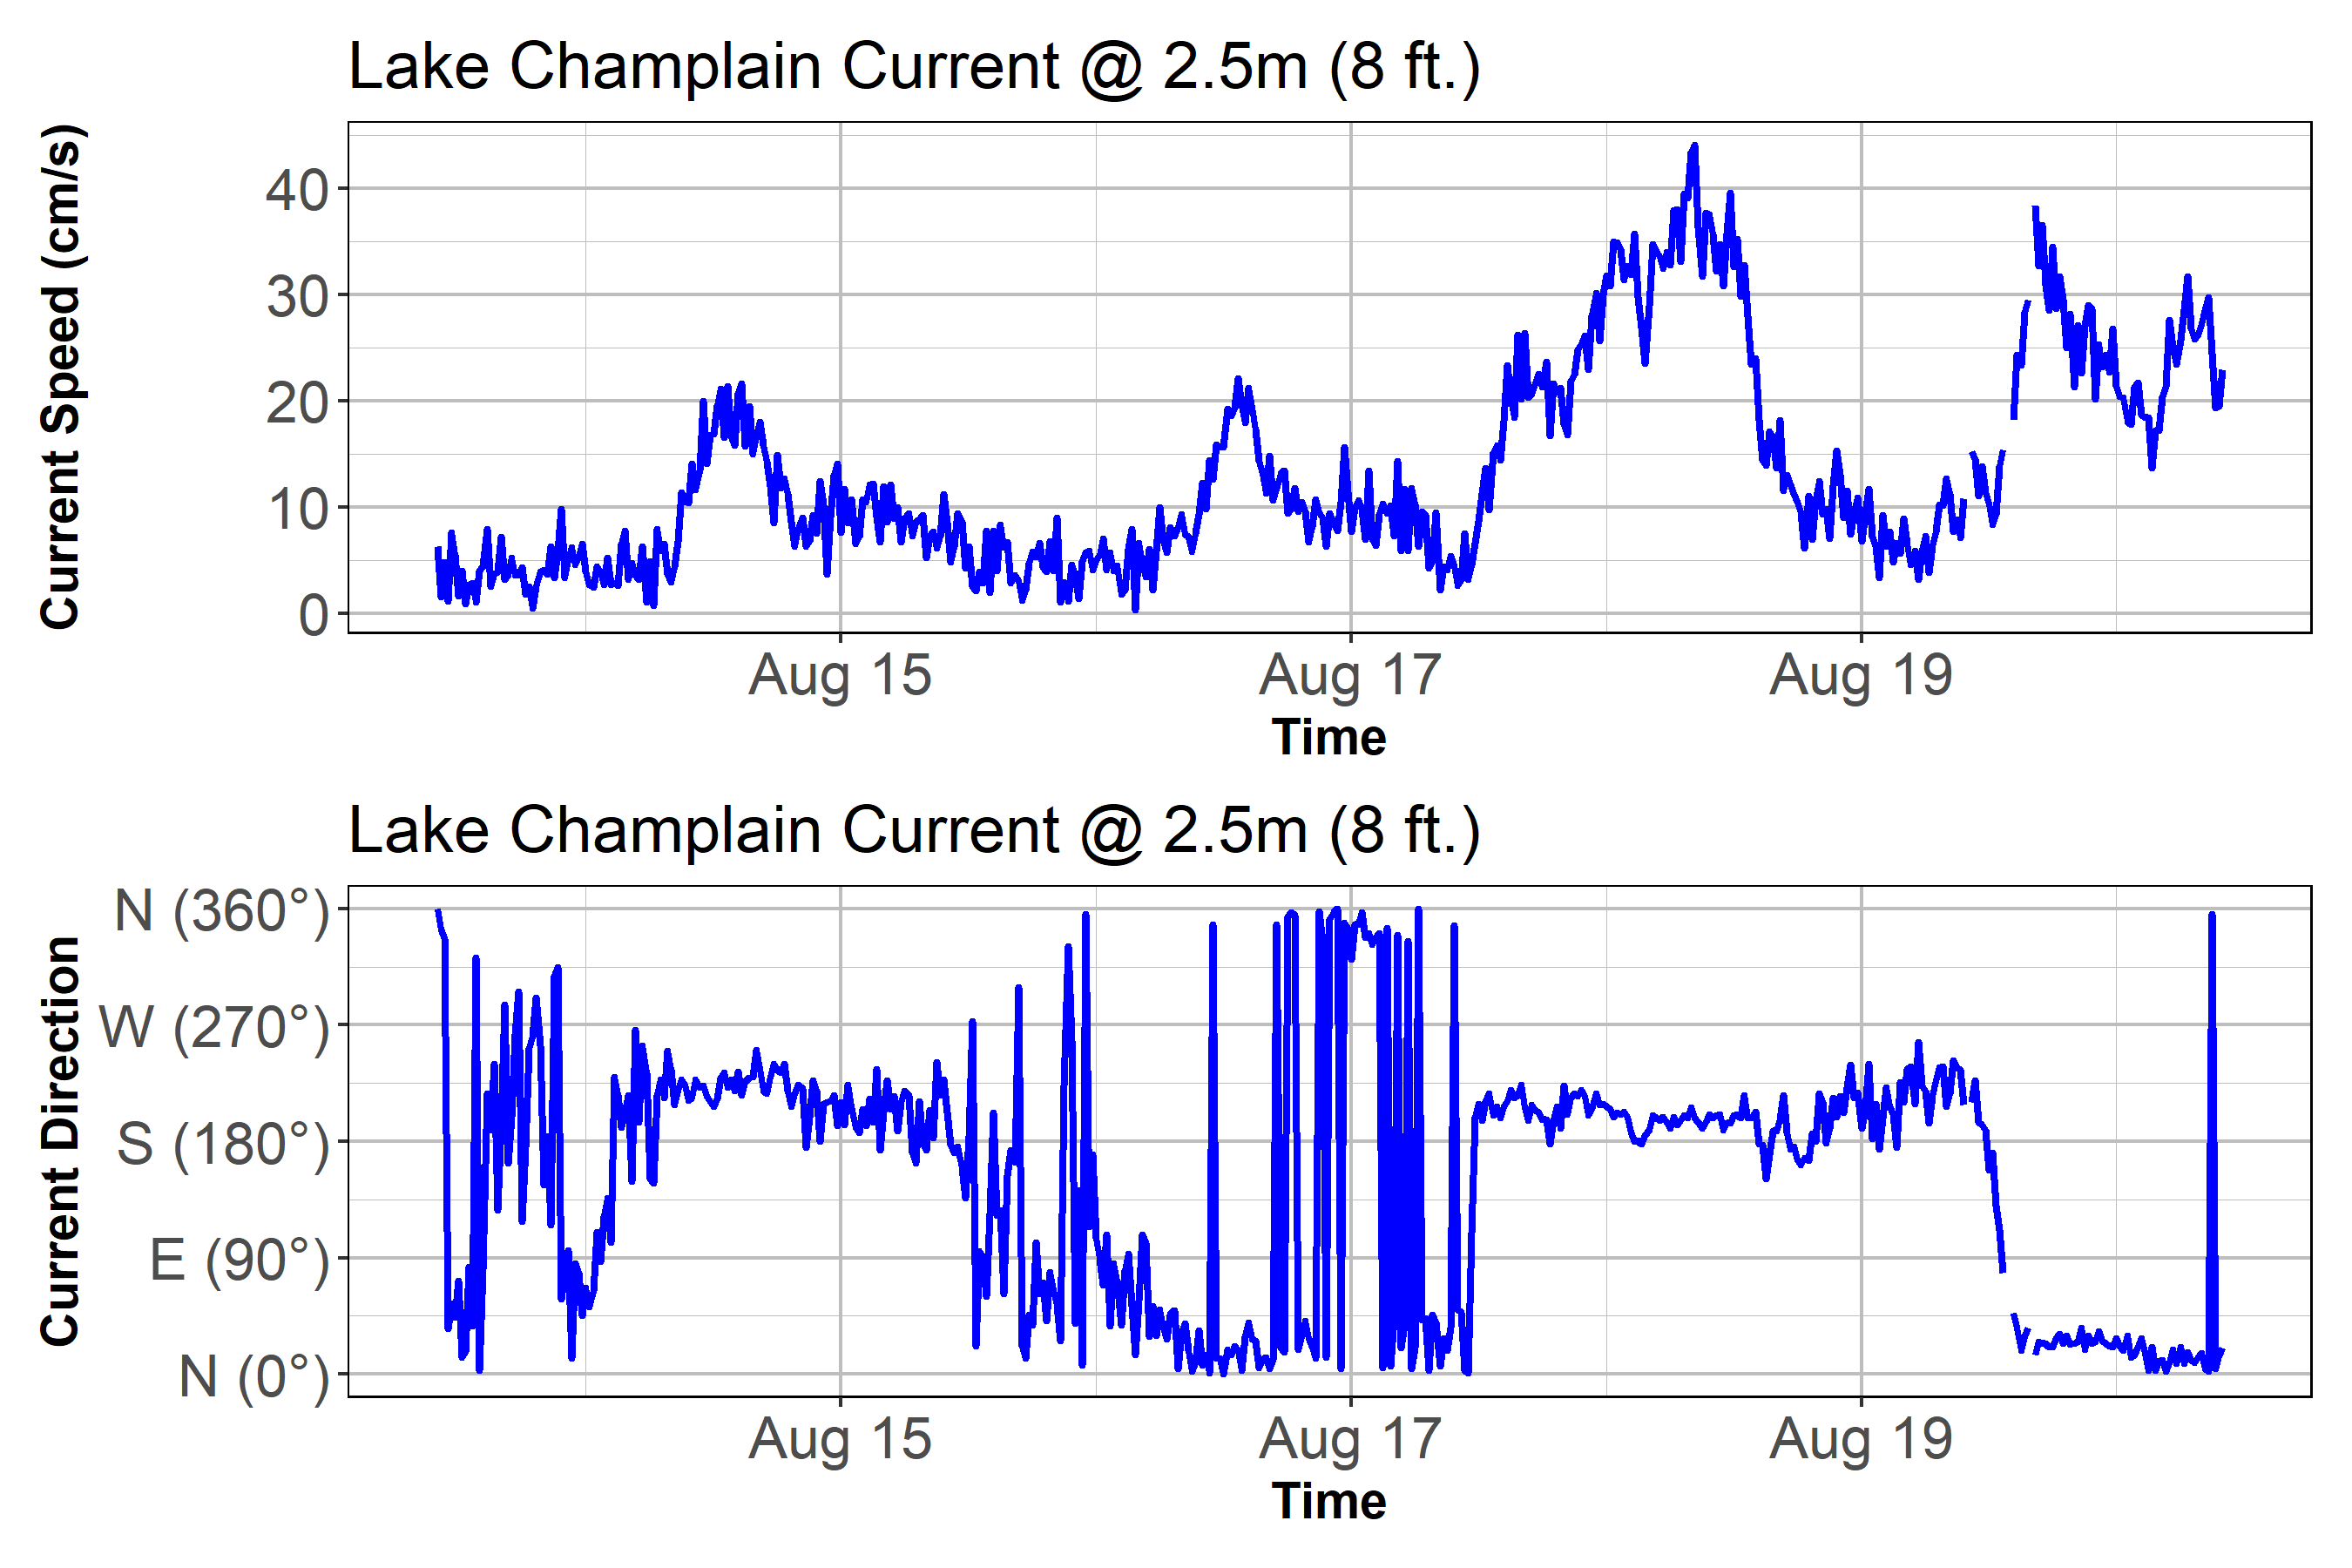 Lake Champlain Current @ 2.5m (8 ft.)
Current Speed (cm/s)
40
30
20
10
0
Aug 15 Aug 17 Aug 19
Time
Lake Champlain Current @ 2.5m (8 ft.)
Current Direction
N (360°)
W (270°)
S (180°)
E (90°)
N (0°)
Aug 15 Aug 17 Aug 19
Time